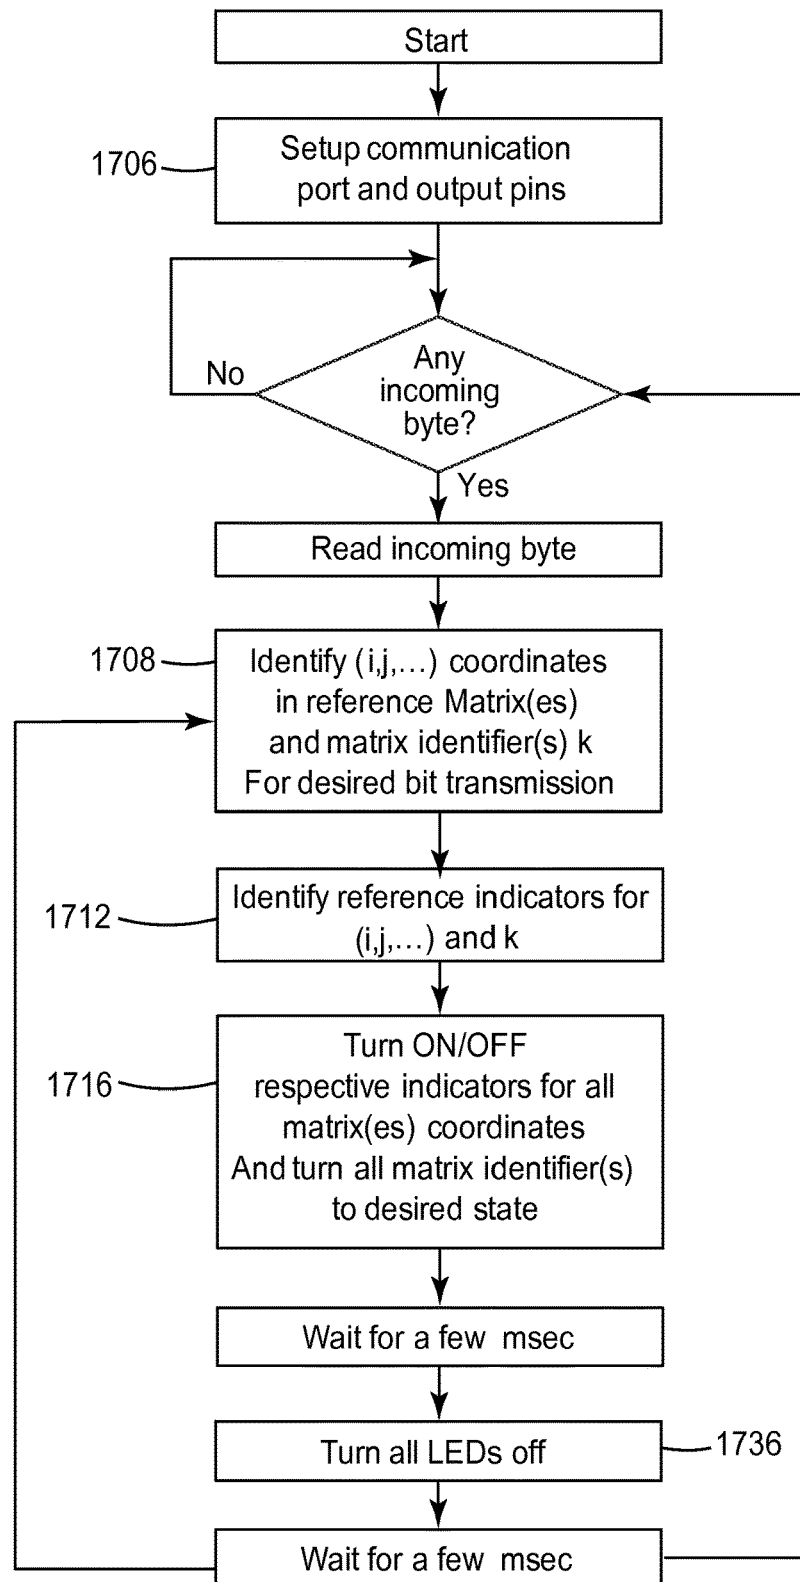 Start
1706
Setup communication
port and output pins
Any
incoming
byte?
No
Yes
Read incoming byte
1708
Identify (i,j,...) coordinates
in reference Matrix(es)
and matrix identifier(s) k
For desired bit transmission
1712
Identify reference indicators for
(i,j,...) and k
1716
Turn ON/OFF
respective indicators for all
matrix(es) coordinates
And turn all matrix identifier(s)
to desired state
Wait for a few msec
Turn all LEDs off
1736
Wait for a few msec